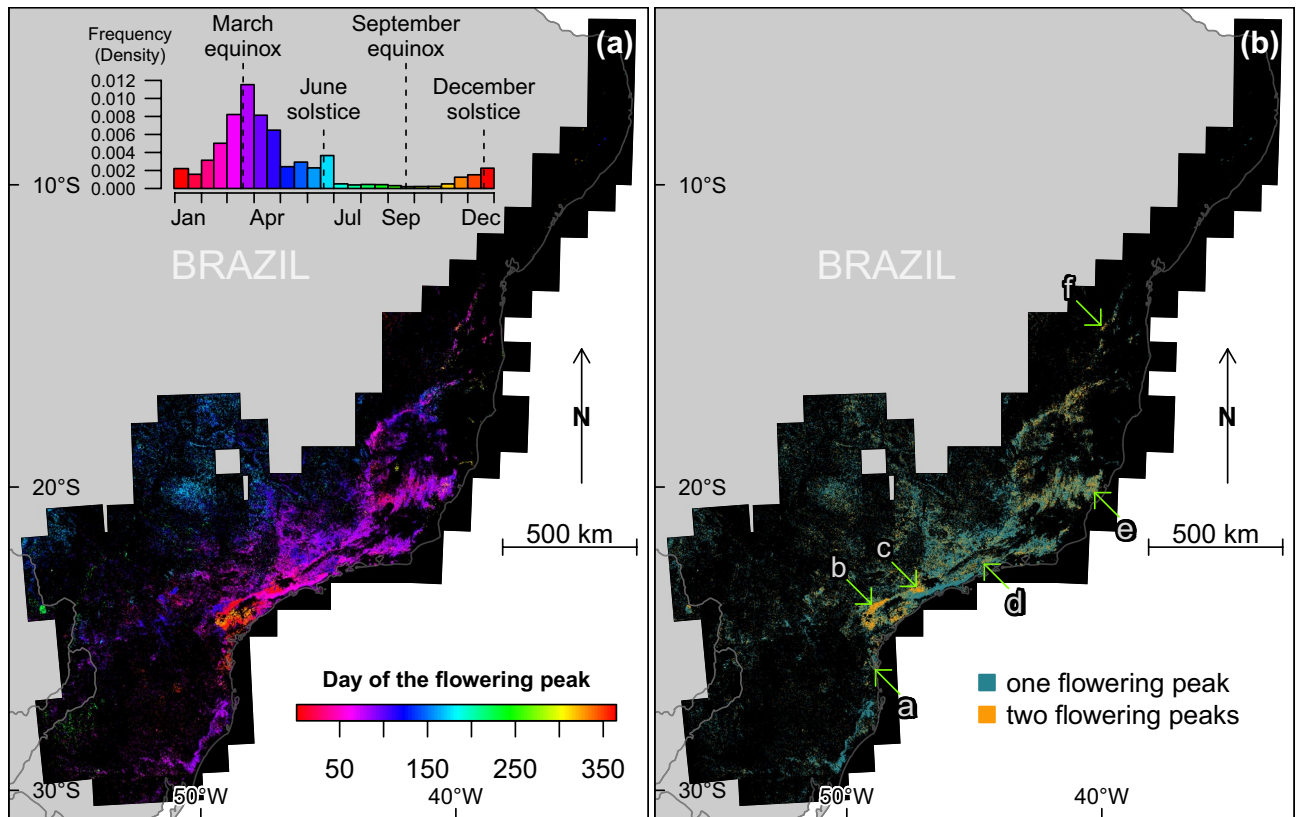 Frequency
(Density)
March
equinox
September
equinox
(a)
June
solstice
December
solstice
0.012
0.010
0.008
0.006
0.004
0.002
0.000
Jan
Apr
Jul
Sep
Dec
10°S
BRAZIL
N
20°S
500 km
Day of the flowering peak
50
150
250
350
30°S
50°W
40°W
(b)
10°S
BRAZIL
f
N
20°S
e
500 km
c
b
d
a
one flowering peak
two flowering peaks
30°S
50°W
40°W